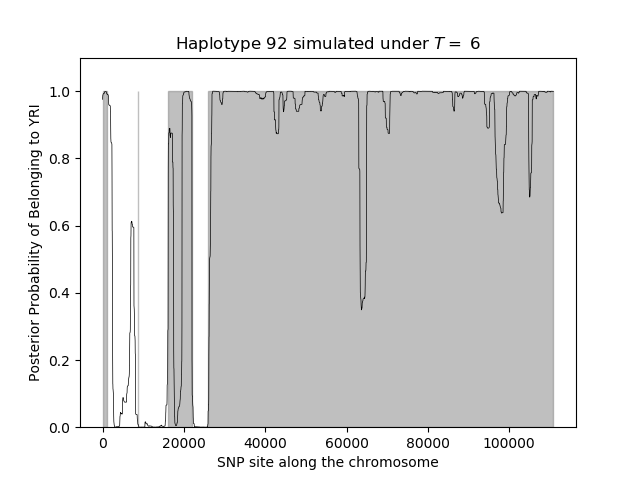 Haplotype 92 simulated under T = 6
Posterior Probability of Belonging to YRI
1.0
0.8
0.6
0.4
0.2
0.0
0 20000 40000 60000 80000 100000
SNP site along the chromosome